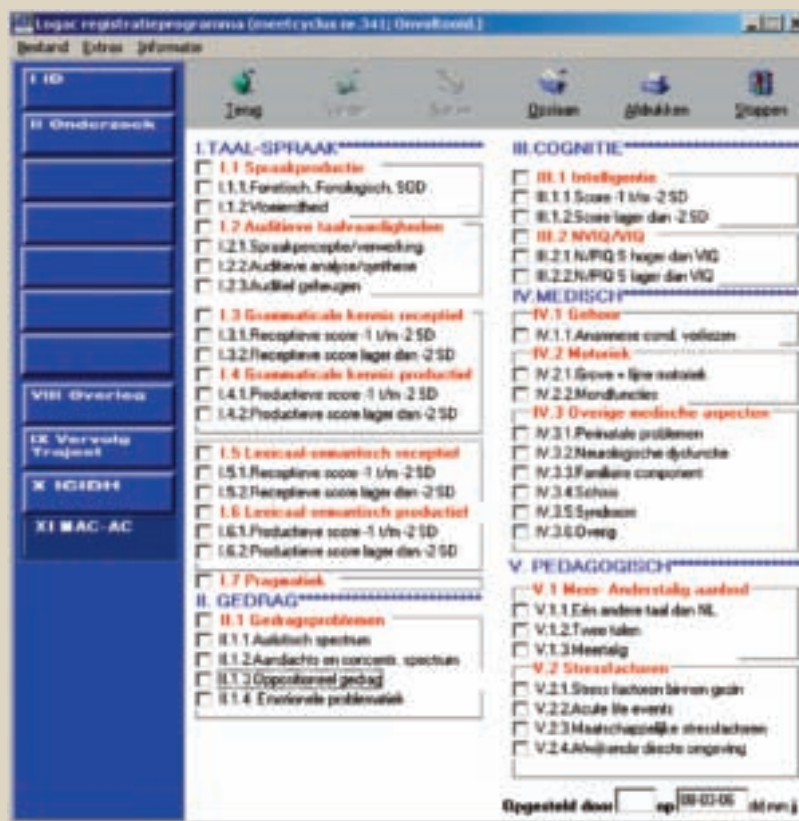 Logac registratieprogramma (meetcyclus nr.341; Onvoltooid.)
Bestand Extras Informatie
Terug
Opslaan Afdrukken Stoppen
I ID
II Onderzoek
VIII Overleg
IX Vervolg
Traject
X IGIDH
XI MAC-AC
I.TAAL-SPRAAK
I.1 Spraakproductie
I.1.1.Fonetisch. Fonologisch. SOD
I.1.2.Vloeiendheid
I.2 Auditieve taalvaardigheden
I.2.1.Spraakperceptie/verwerking
I.2.2.Auditieve analyse/synthese
I.2.3.Auditief geheugen
I.3 Grammaticale kennis receptief
I.3.1.Receptieve score -1 t/m -2 SD
I.3.2.Receptieve score lager dan -2 SD
I.4 Grammaticale kennis productief
I.4.1.Productieve score -1 t/m -2 SD
I.4.2.Productieve score lager dan -2 SD
I.5 Lexicaal-semantisch receptief
I.5.1.Receptieve score -1 t/m -2 SD
I.5.2.Receptieve score lager dan -2 SD
I.6 Lexicaal semantisch productief
I.6.1.Productieve score -1 t/m -2 SD
I.6.2.Productieve score lager dan -2 SD
I.7 Pragmatiek
II. GEDRAG
II.1 Gedragsproblemen
II.1.1 Autistisch spectrum
II.1.2 Aandachts en concentr. spectrum
II.1.3 Oppositioneel gedrag
II.1.4 Emotionele problematiek
III.COGNITIE
III.1 Intelligentie
III.1.1.Score -1 t/m -2 SD
III.1.2.Score lager dan -2 SD
III.2 NVIQ/VIQ
III.2.1 N/PIQ S hoger dan VIQ
III.2.2.N/PIQ S lager dan VIQ
IV.MEDISCH
IV.1 Gehoor
IV.1.1.Anamnese cond. verliezen
IV.2 Motoriek
IV.2.1.Grove + fijne motoriek
IV.2.2.Mondfuncties
IV.3 Overige medische aspecten
IV.3.1.Perinatale problemen
IV.3.2.Neurologische dysfunctie
IV.3.3.Familiaire component
IV.3.4.Schisis
IV.3.5.Syndroom
IV.3.6.Overig
V. PEDAGOGISCH
V.1 Meer- Anderstalig aanbod
V.1.1.Eén andere taal dan NL
V.1.2.Twee talen
V.1.3.Meertalig
V.2 Stressfactoren
V.2.1.Stress factoren binnen gezin
V.2.2.Acute life events
V.2.3.Maatschappelijke stressfactoren
V.2.4.Afwijkende directe omgeving
Opgesteld door op 08-03-06 dd mm j